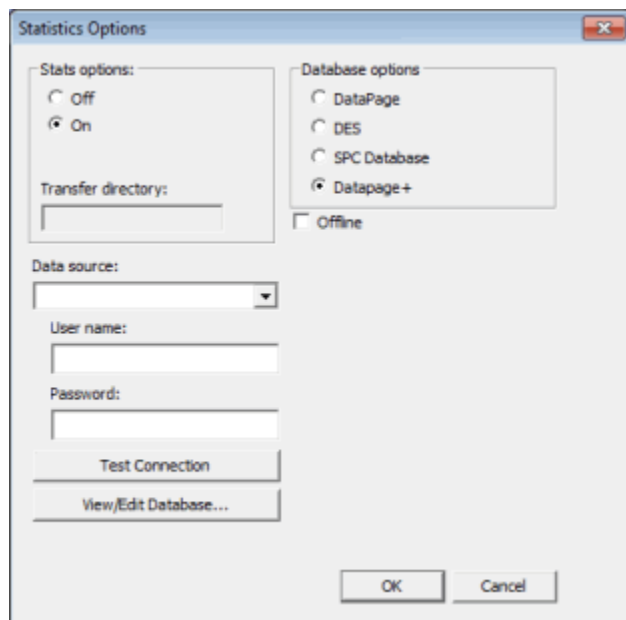 Statistics Options
Stats options:
Off
On
Transfer directory:
Database options
DataPage
DES
SPC Database
Datapage+
Offline
Data source:
User name:
Password:
Test Connection
View/Edit Database...
OK
Cancel